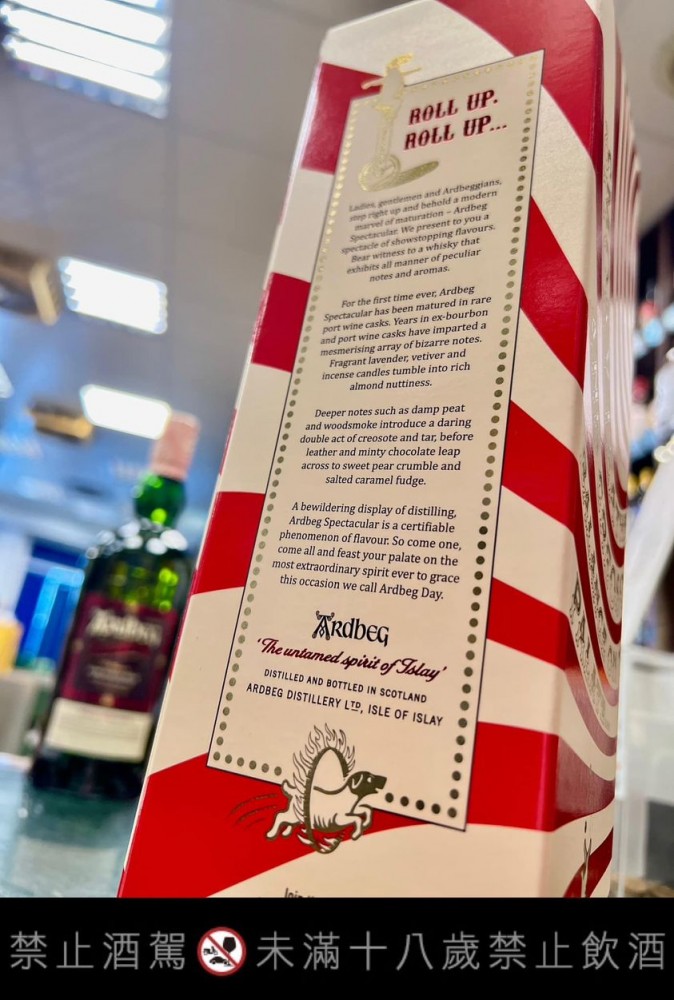 ROLL UP.
ROLL UP...
Ladies, gentlemen and Ardbeggians,
step right up and behold a modern
marvel of maturation – Ardbeg
Spectacular. We present to you a
spectacle of showstopping flavours.
Bear witness to a whisky that
exhibits all manner of peculiar
notes and aromas.
For the first time ever, Ardbeg
Spectacular has been matured in rare
port wine casks. Years in ex-bourbon
and port wine casks have imparted a
mesmerising array of bizarre notes.
Fragrant lavender, vetiver and
incense candles tumble into rich
almond nuttiness.
Deeper notes such as damp peat
and woodsmoke introduce a daring
double act of creosote and tar, before
leather and minty chocolate leap
across to sweet pear crumble and
salted caramel fudge.
A bewildering display of distilling,
Ardbeg Spectacular is a certifiable
phenomenon of flavour. So come one,
come all and feast your palate on the
most extraordinary spirit ever to grace
this occasion we call Ardbeg Day.
ARDBEG
'The untamed spirit of Islay'
DISTILLED AND BOTTLED IN SCOTLAND
ARDBEG DISTILLERY LTD, ISLE OF ISLAY
Ardbeg
禁止酒駕 未滿十八歲禁止飲酒